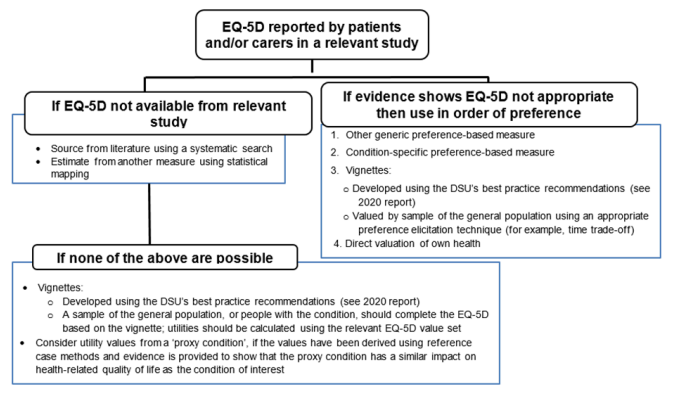 EQ-5D reported by patients
and/or carers in a relevant study
If EQ-5D not available from relevant
study
• Source from literature using a systematic search
• Estimate from another measure using statistical
mapping
If evidence shows EQ-5D not appropriate
then use in order of preference
1. Other generic preference-based measure
2. Condition-specific preference-based measure
3. Vignettes:
o Developed using the DSU's best practice recommendations (see
2020 report)
o Valued by sample of the general population using an appropriate
preference elicitation technique (for example, time trade-off)
4. Direct valuation of own health
If none of the above are possible
• Vignettes:
o Developed using the DSU's best practice recommendations (see 2020 report)
o A sample of the general population, or people with the condition, should complete the EQ-5D
based on the vignette; utilities should be calculated using the relevant EQ-5D value set
• Consider utility values from a 'proxy condition', if the values have been derived using reference
case methods and evidence is provided to show that the proxy condition has a similar impact on
health-related quality of life as the condition of interest